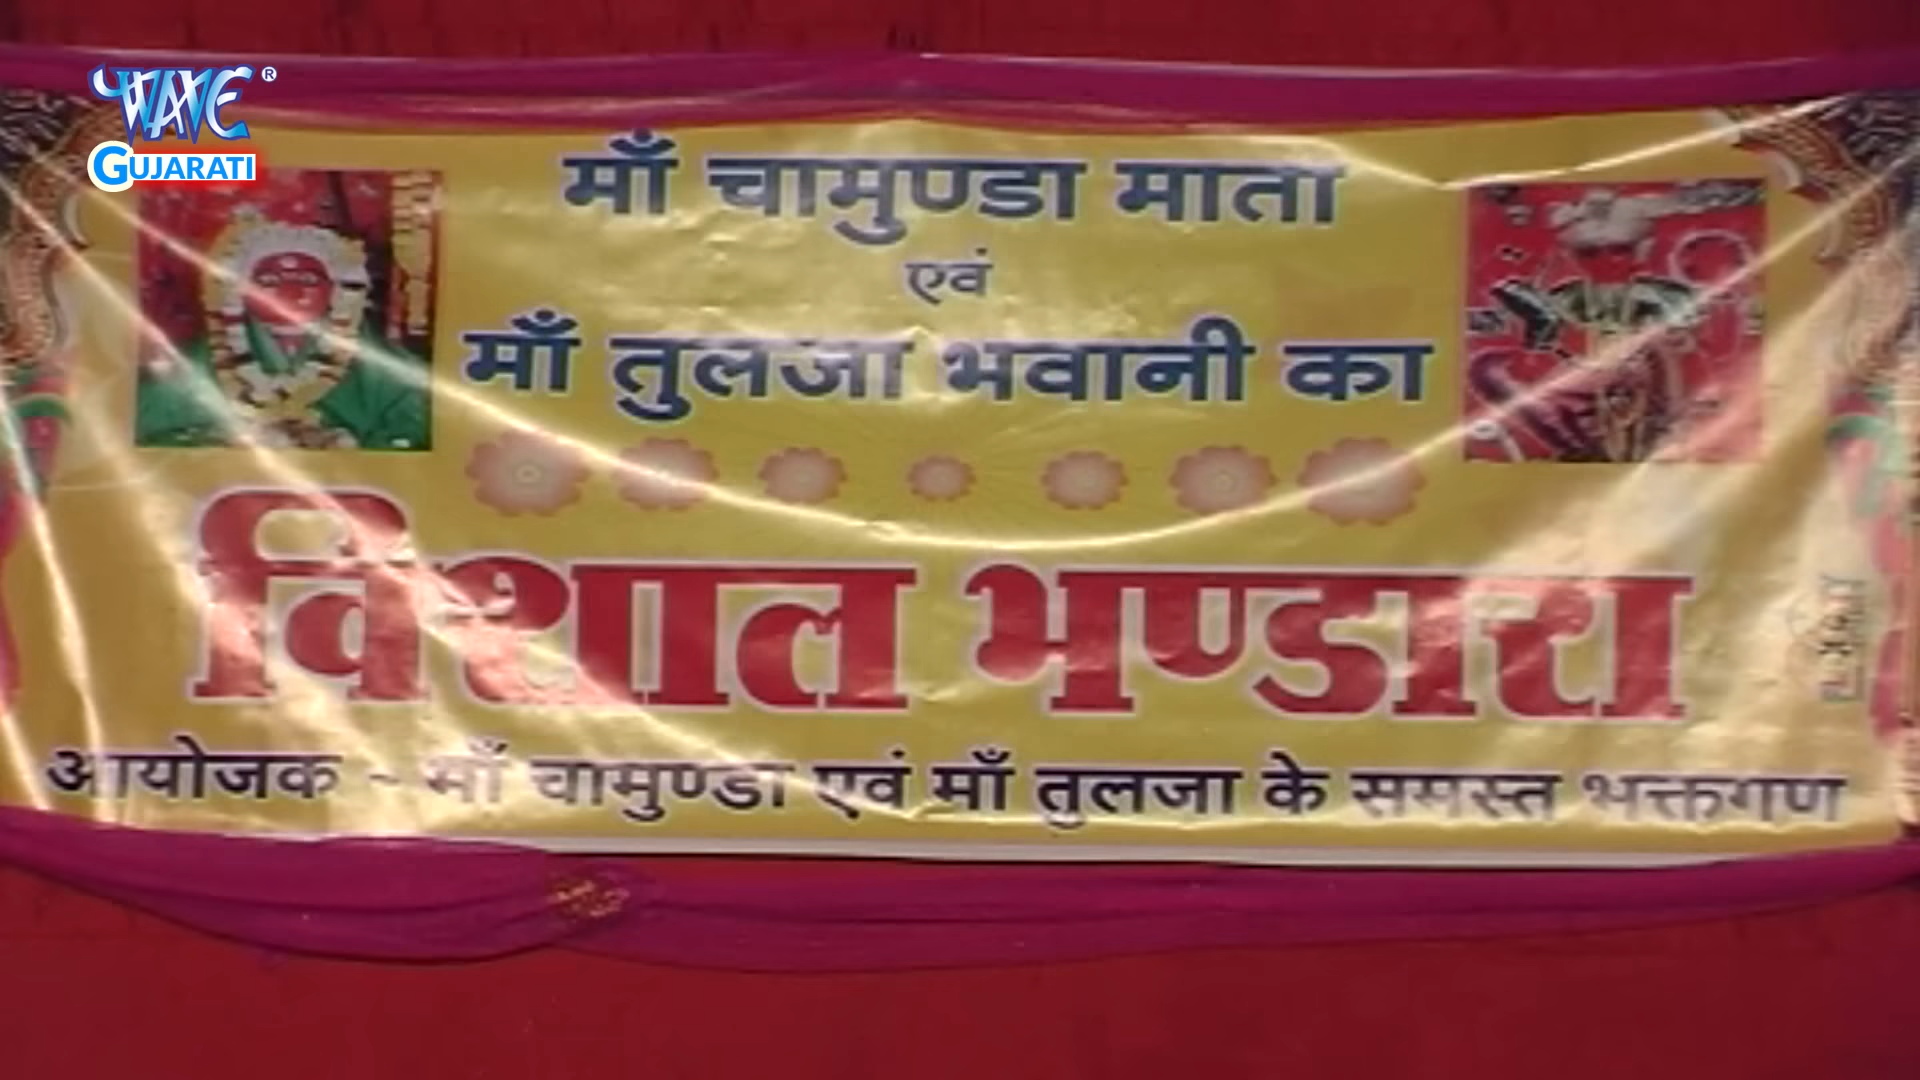 WAVE ®
GUJARATI
माँ चामुण्डा माता
एवं
माँ तुलजा भवानी का
विशाल भण्डारा
आयोजक - माँ चामुण्डा एवं माँ तुलजा के समस्त भक्तगण